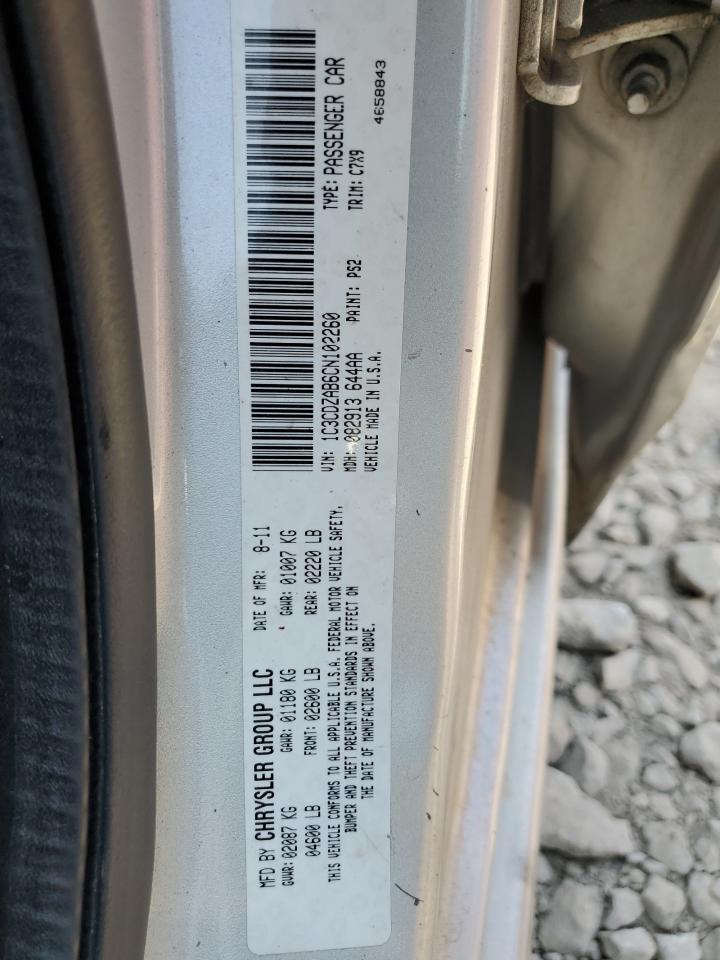 MFD BY CHRYSLER GROUP LLC DATE OF MFR: 8-11
GVWR: 02087 KG GAWR: 01180 KG GAWR: 01007 KG
04600 LB FRONT: 02600 LB REAR: 02220 LB
THIS VEHICLE CONFORMS TO ALL APPLICABLE U.S.A. FEDERAL MOTOR VEHICLE SAFETY,
BUMPER AND THEFT PREVENTION STANDARDS IN EFFECT ON
THE DATE OF MANUFACTURE SHOWN ABOVE.
VIN: 1C3CDZAB6CN102260 TYPE: PASSENGER CAR
MDH: 082913 644AA PAINT: PS2 TRIM: C7X9
VEHICLE MADE IN U.S.A. 4658843